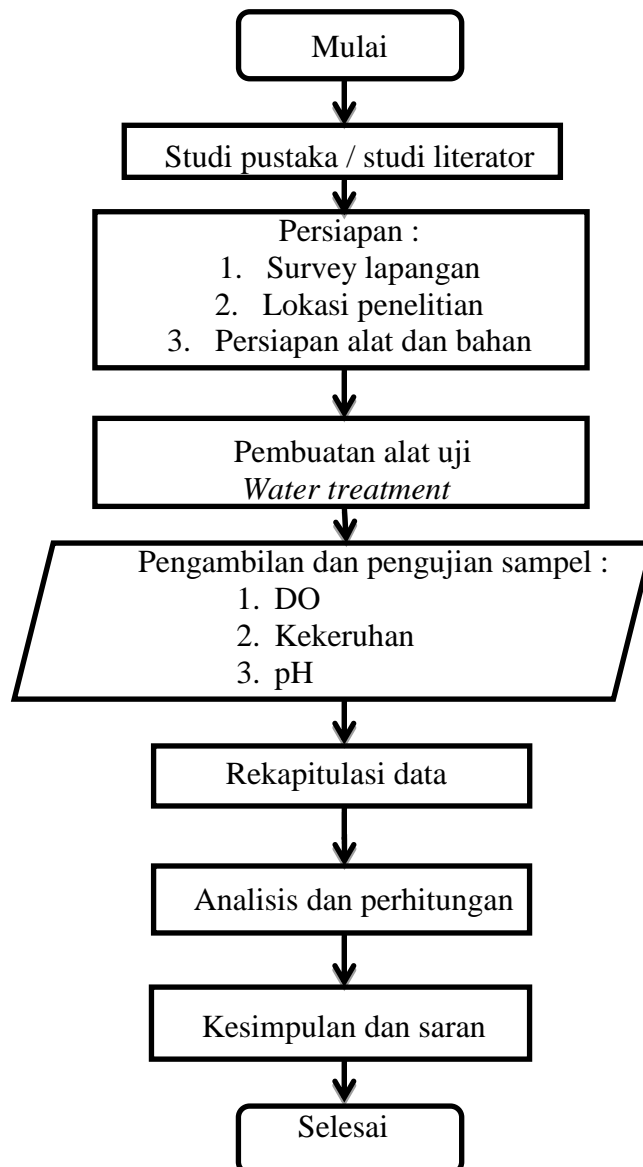 Mulai
Studi pustaka / studi literator
Persiapan :
1. Survey lapangan
2. Lokasi penelitian
3. Persiapan alat dan bahan
Pembuatan alat uji
Water treatment
Pengambilan dan pengujian sampel :
1. DO
2. Kekeruhan
3. pH
Rekapitulasi data
Analisis dan perhitungan
Kesimpulan dan saran
Selesai